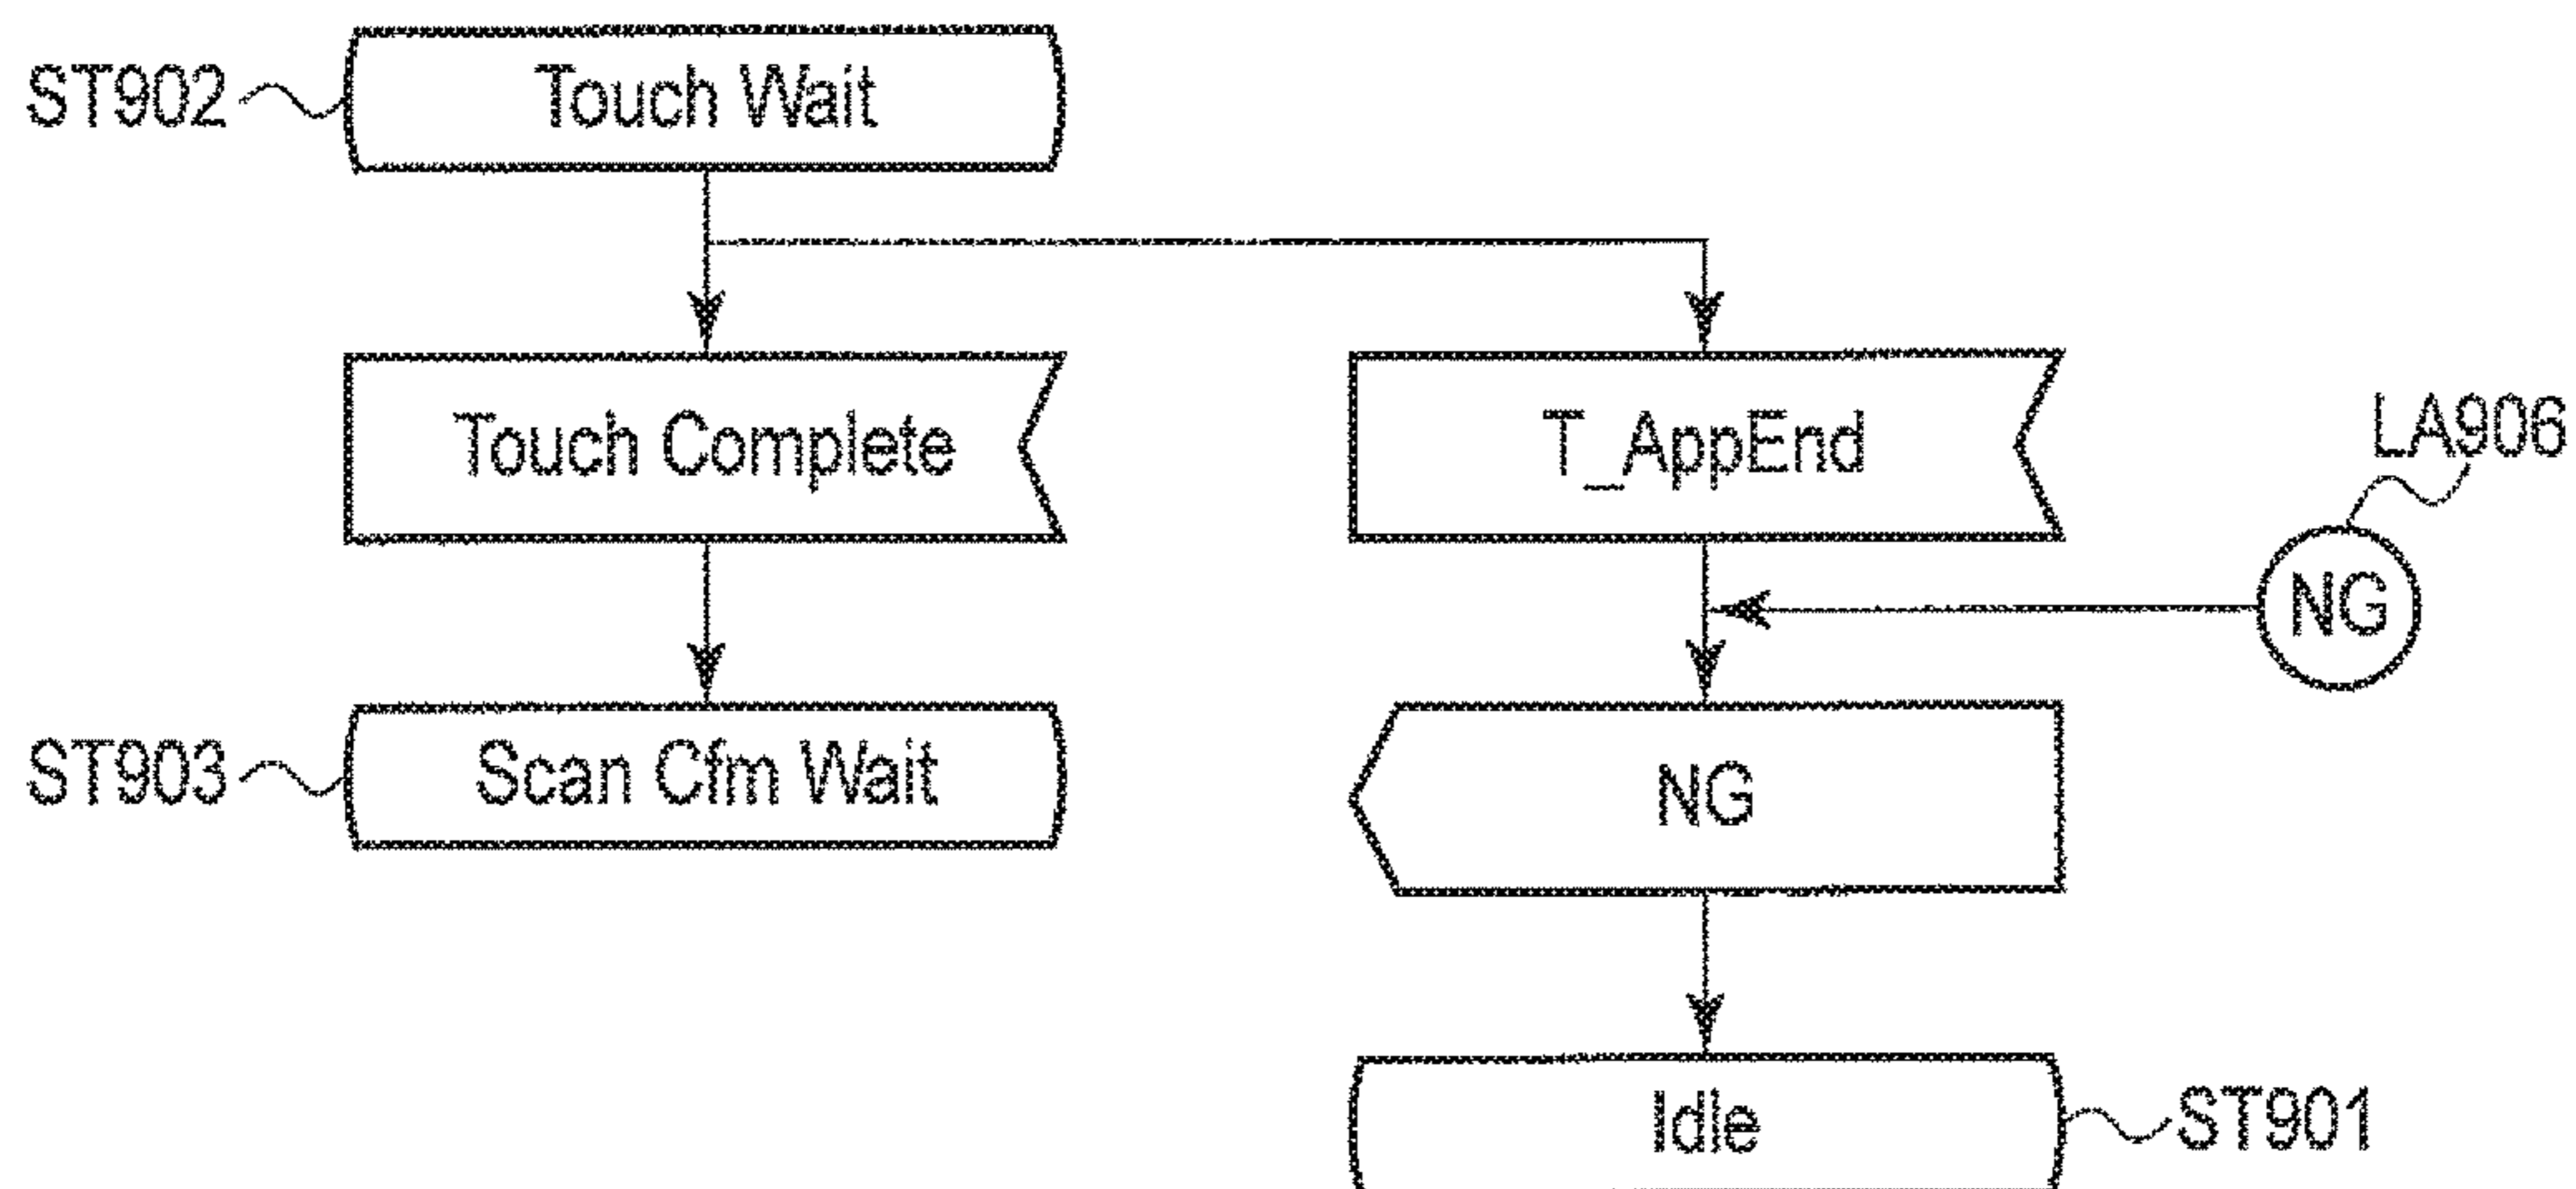 ST902
Touch Wait
Touch Complete
T_AppEnd
LA906
NG
ST903
Scan Cfm Wait
NG
Idle
ST901